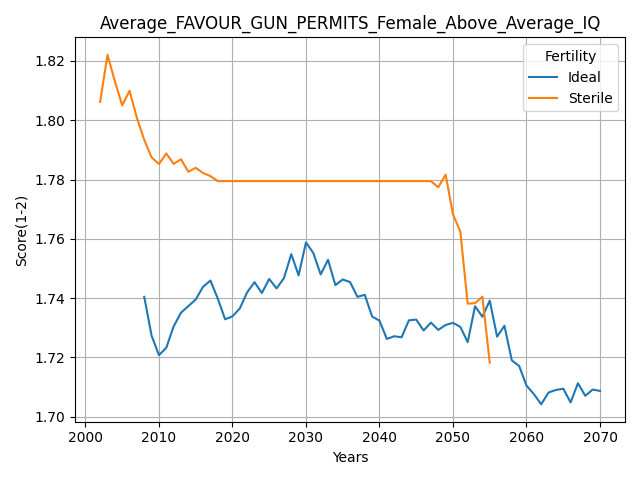 Average_FAVOUR_GUN_PERMITS_Female_Above_Average_IQ
Fertility
Ideal
Sterile
Score(1-2)
1.82
1.80
1.78
1.76
1.74
1.72
1.70
2000 2010 2020 2030 2040 2050 2060 2070
Years